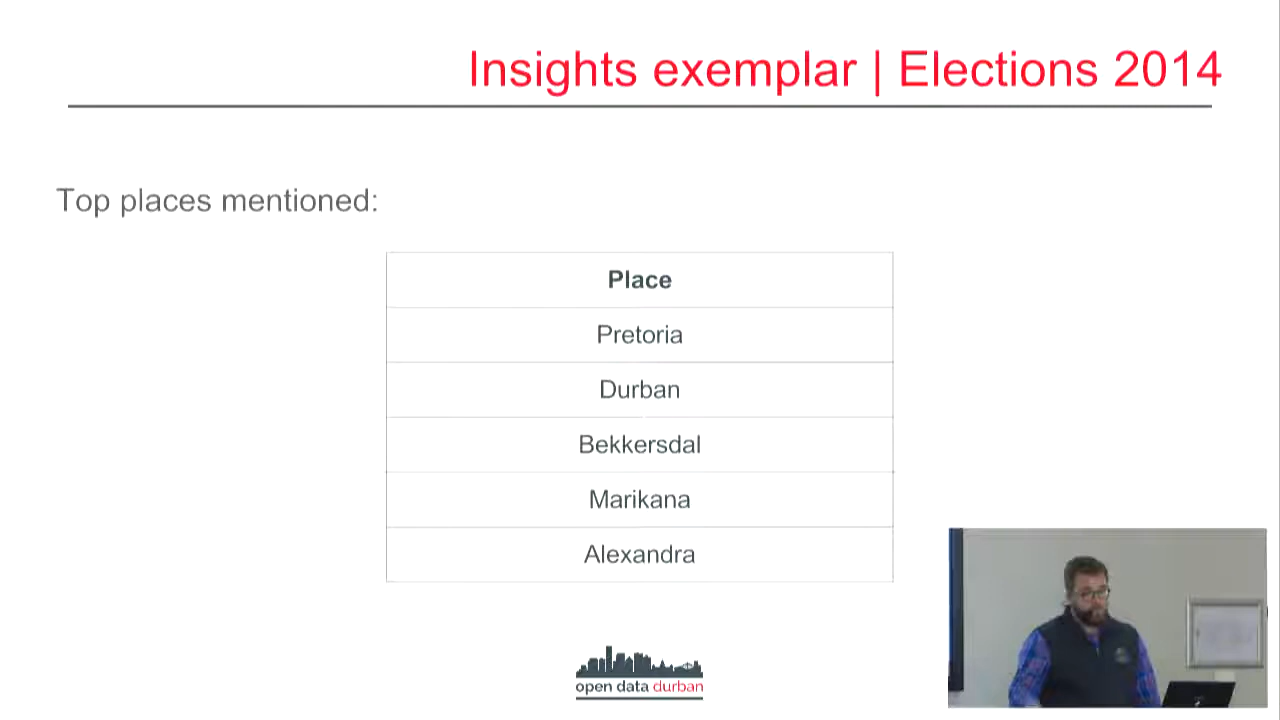 Insights exemplar | Elections 2014
Top places mentioned:
Place
Pretoria
Durban
Bekkersdal
Marikana
Alexandra
open data durban